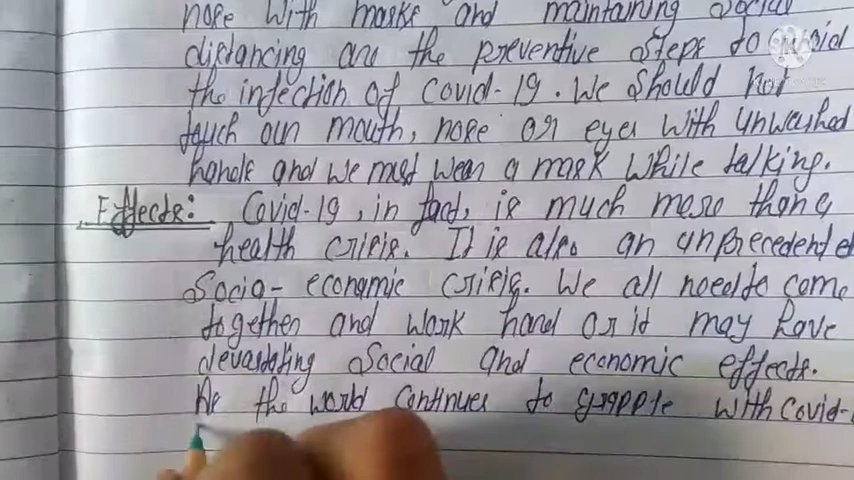 nose with masks and maintaining social
distancing are the preventive steps to avoid
the infection of covid-19. We should not
touch our mouth, nose or eyes with unwashed
hands and we must wear a mask while talking.
Effects: Covid-19, in fact, is much more than a
health crisis. It is also an unprecedented
Socio-economic crisis. We all need to come
together and work hard or it may have
devastating social and economic effects.
As the world continues to grapple with Covid-